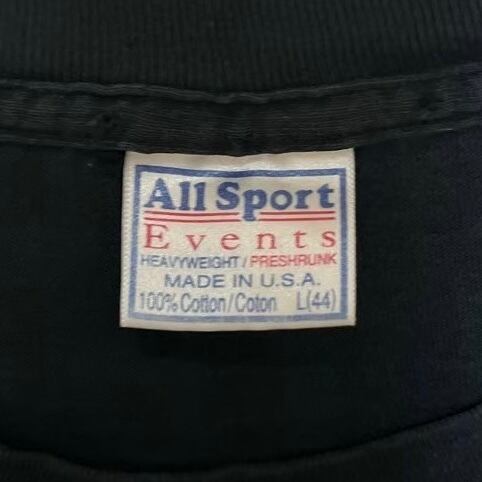 All Sport
Events
HEAVYWEIGHT / PRESHRUNK
MADE IN U.S.A.
100% Cotton/Coton L(44)